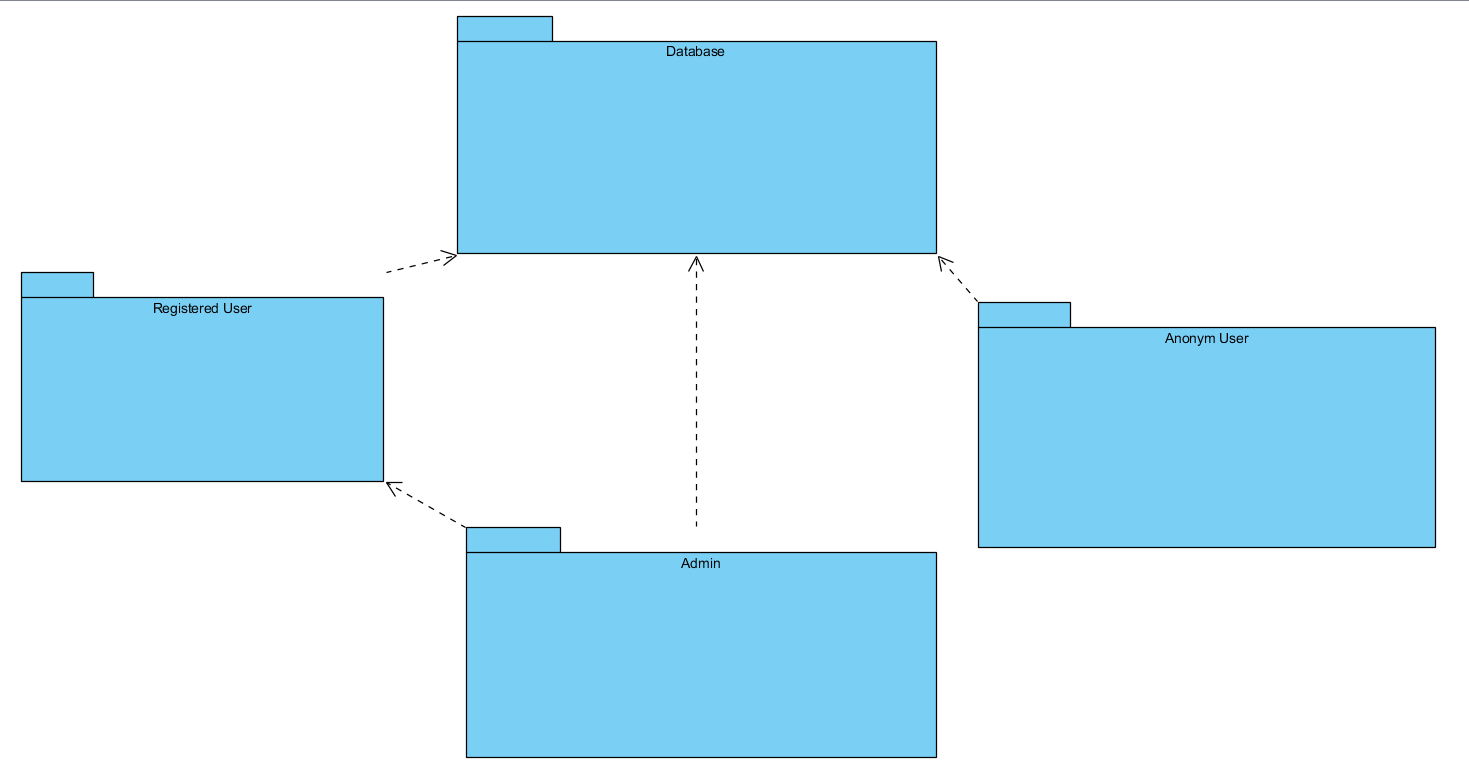 Database
Registered User
Anonym User
Admin